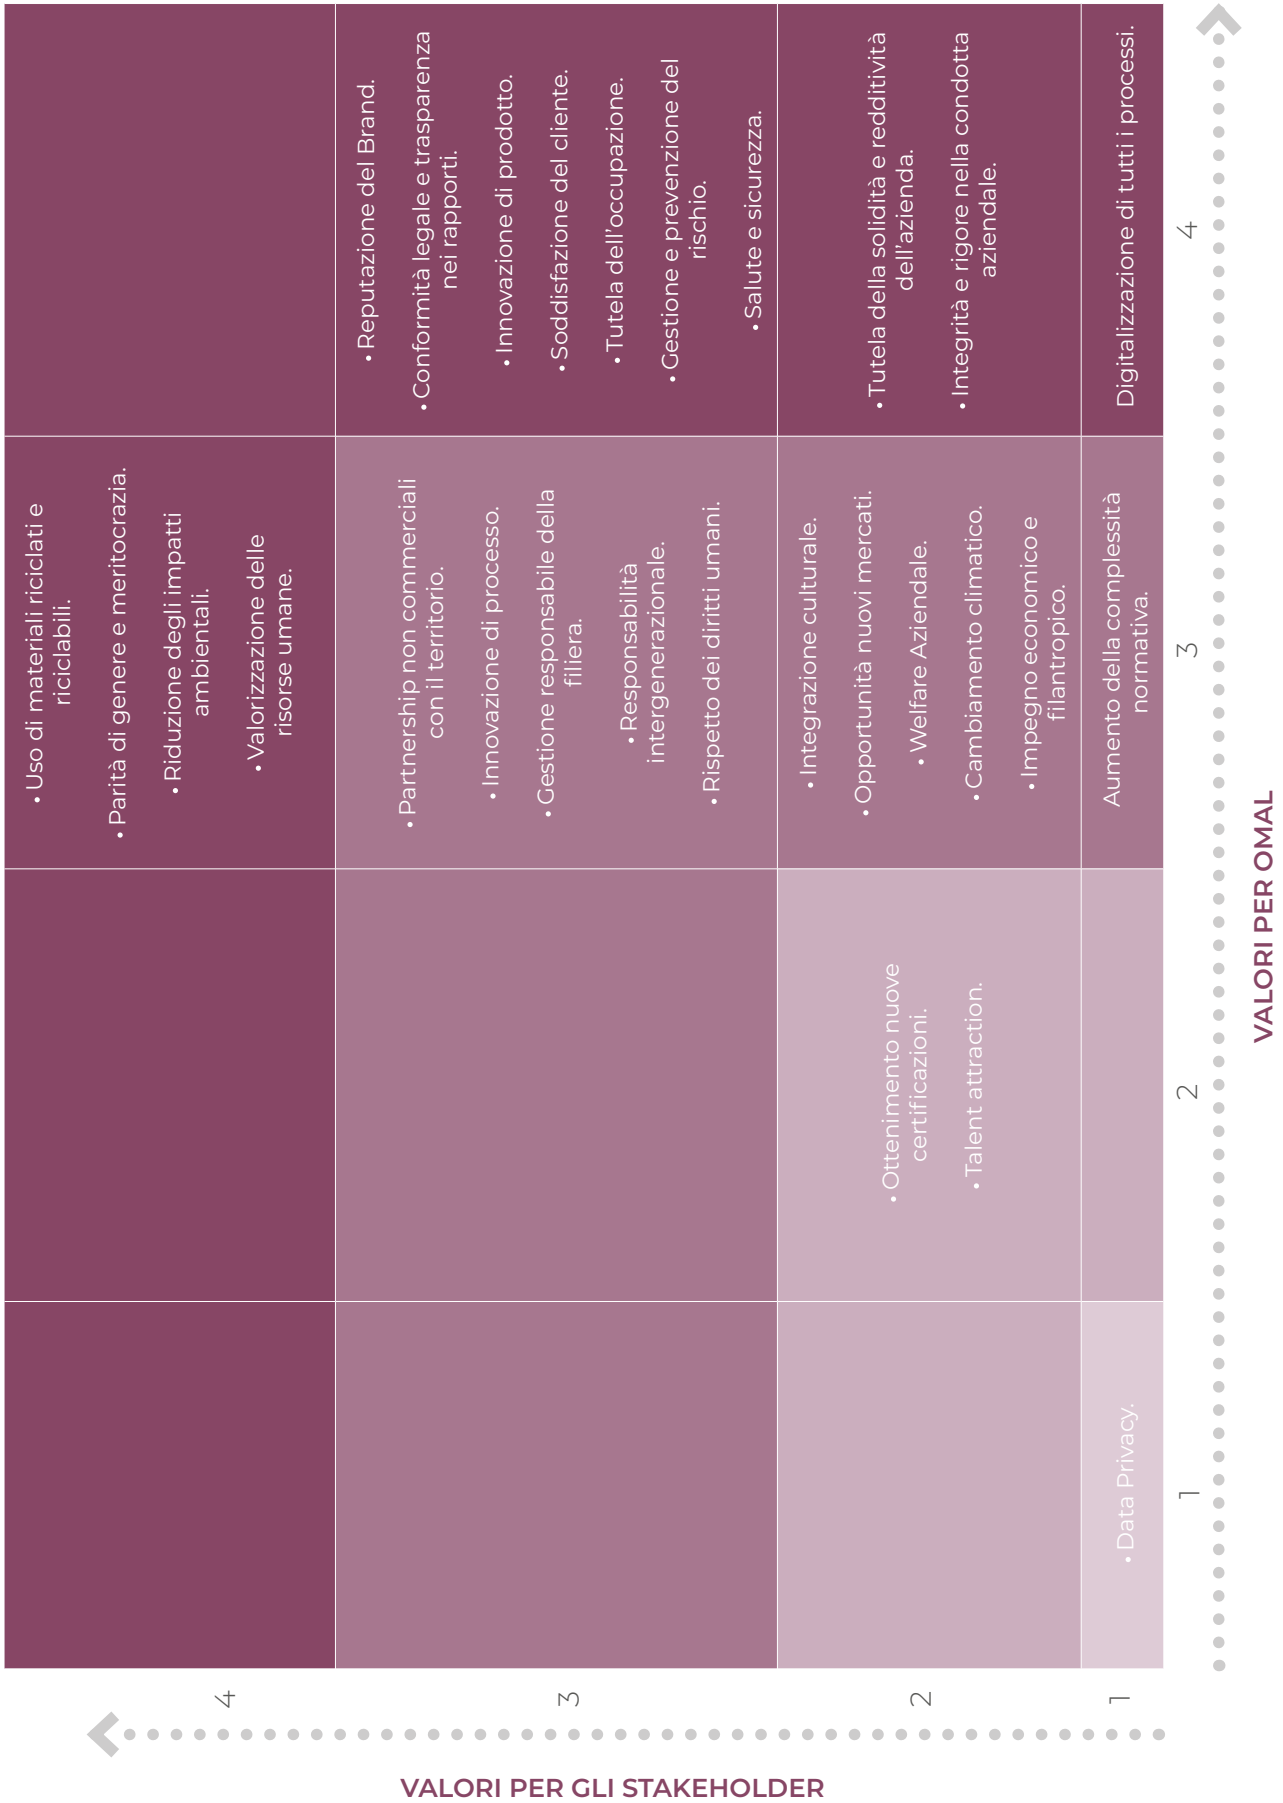 VALORI PER GLI STAKEHOLDER
4
• Uso di materiali riciclati e
riciclabili.
• Parità di genere e meritocrazia.
• Riduzione degli impatti
ambientali.
• Valorizzazione delle
risorse umane.
3
• Partnership non commerciali
con il territorio.
• Innovazione di processo.
• Gestione responsabile della
filiera.
• Responsabilità
intergenerazionale.
• Rispetto dei diritti umani.
• Reputazione del Brand.
• Conformità legale e trasparenza
nei rapporti.
• Innovazione di prodotto.
• Soddisfazione del cliente.
• Tutela dell'occupazione.
• Gestione e prevenzione del
rischio.
• Salute e sicurezza.
2
• Ottenimento nuove
certificazioni.
• Talent attraction.
• Integrazione culturale.
• Opportunità nuovi mercati.
• Welfare Aziendale.
• Cambiamento climatico.
• Impegno economico e
filantropico.
• Tutela della solidità e redditività
dell'azienda.
• Integrità e rigore nella condotta
aziendale.
1
• Data Privacy.
Aumento della complessità
normativa.
Digitalizzazione di tutti i processi.
1
2
3
4
VALORI PER OMAL